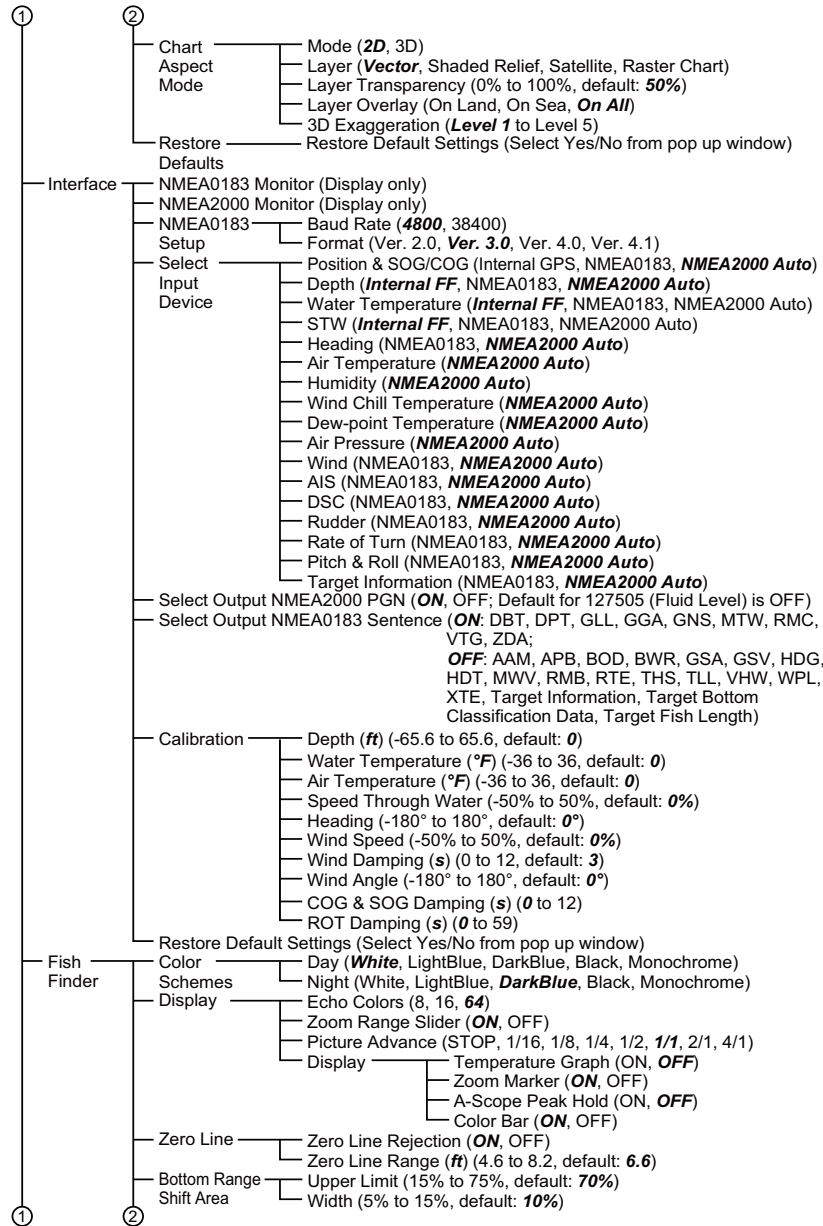 ① ②
Chart Aspect Mode
Mode (2D, 3D)
Layer (Vector, Shaded Relief, Satellite, Raster Chart)
Layer Transparency (0% to 100%, default: 50%)
Layer Overlay (On Land, On Sea, On All)
3D Exaggeration (Level 1 to Level 5)
Restore Defaults
Restore Default Settings (Select Yes/No from pop up window)
Interface
NMEA0183 Monitor (Display only)
NMEA2000 Monitor (Display only)
NMEA0183 Setup
Baud Rate (4800, 38400)
Format (Ver. 2.0, Ver. 3.0, Ver. 4.0, Ver. 4.1)
Select Input Device
Position & SOG/COG (Internal GPS, NMEA0183, NMEA2000 Auto)
Depth (Internal FF, NMEA0183, NMEA2000 Auto)
Water Temperature (Internal FF, NMEA0183, NMEA2000 Auto)
STW (Internal FF, NMEA0183, NMEA2000 Auto)
Heading (NMEA0183, NMEA2000 Auto)
Air Temperature (NMEA2000 Auto)
Humidity (NMEA2000 Auto)
Wind Chill Temperature (NMEA2000 Auto)
Dew-point Temperature (NMEA2000 Auto)
Air Pressure (NMEA2000 Auto)
Wind (NMEA0183, NMEA2000 Auto)
AIS (NMEA0183, NMEA2000 Auto)
DSC (NMEA0183, NMEA2000 Auto)
Rudder (NMEA0183, NMEA2000 Auto)
Rate of Turn (NMEA0183, NMEA2000 Auto)
Pitch & Roll (NMEA0183, NMEA2000 Auto)
Target Information (NMEA0183, NMEA2000 Auto)
Select Output NMEA2000 PGN (ON, OFF; Default for 127505 (Fluid Level) is OFF)
Select Output NMEA0183 Sentence (ON: DBT, DPT, GLL, GGA, GNS, MTW, RMC,
VTG, ZDA;
OFF: AAM, APB, BOD, BWR, GSA, GSV, HDG,
HDT, MWV, RMB, RTE, THS, TLL, VHW, WPL,
XTE, Target Information, Target Bottom
Classification Data, Target Fish Length)
Calibration
Depth (ft) (-65.6 to 65.6, default: 0)
Water Temperature (°F) (-36 to 36, default: 0)
Air Temperature (°F) (-36 to 36, default: 0)
Speed Through Water (-50% to 50%, default: 0%)
Heading (-180° to 180°, default: 0°)
Wind Speed (-50% to 50%, default: 0%)
Wind Damping (s) (0 to 12, default: 3)
Wind Angle (-180° to 180°, default: 0°)
COG & SOG Damping (s) (0 to 12)
ROT Damping (s) (0 to 59)
Restore Default Settings (Select Yes/No from pop up window)
Fish Finder
Color Schemes
Day (White, LightBlue, DarkBlue, Black, Monochrome)
Night (White, LightBlue, DarkBlue, Black, Monochrome)
Display
Echo Colors (8, 16, 64)
Zoom Range Slider (ON, OFF)
Picture Advance (STOP, 1/16, 1/8, 1/4, 1/2, 1/1, 2/1, 4/1)
Display
Temperature Graph (ON, OFF)
Zoom Marker (ON, OFF)
A-Scope Peak Hold (ON, OFF)
Color Bar (ON, OFF)
Zero Line
Zero Line Rejection (ON, OFF)
Zero Line Range (ft) (4.6 to 8.2, default: 6.6)
Bottom Range Shift Area
Upper Limit (15% to 75%, default: 70%)
Width (5% to 15%, default: 10%)
① ②